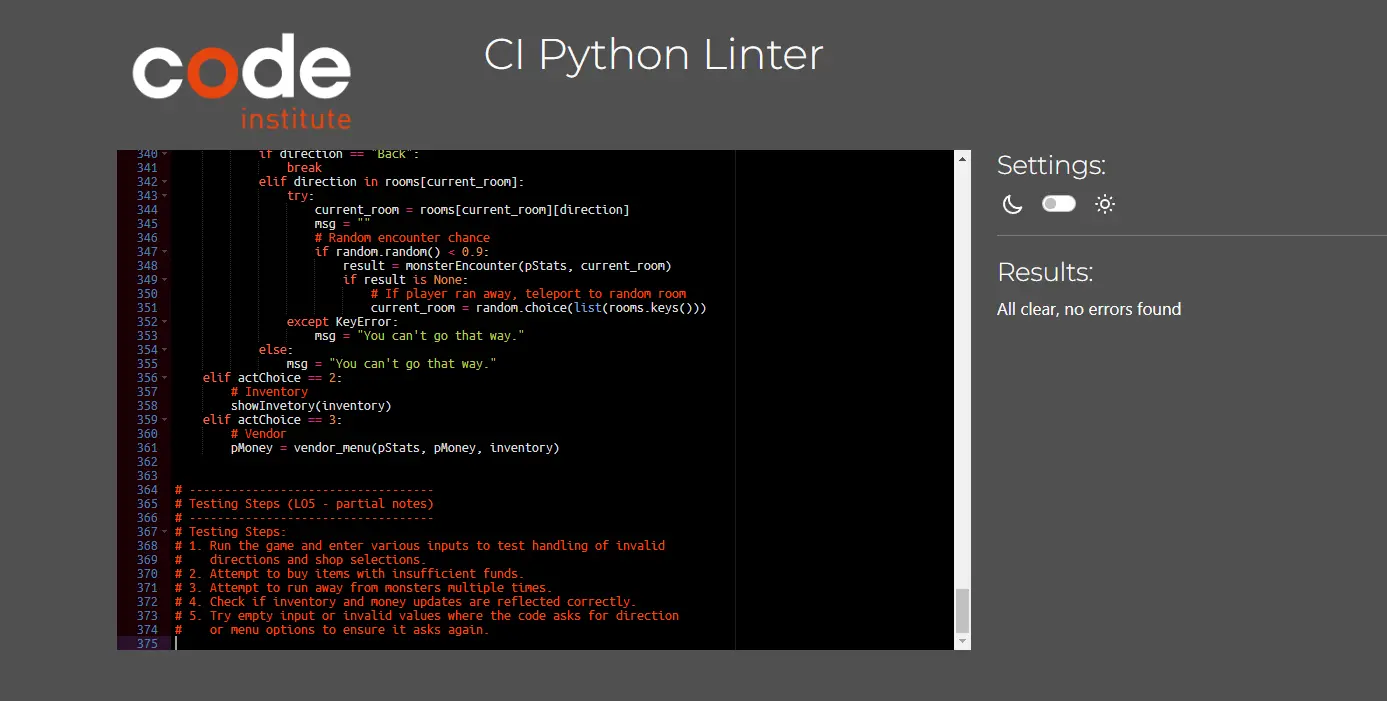 code
institute
CI Python Linter
340 if direction == "Back":
341 break
342 elif direction in rooms[current_room]:
343 try:
344 current_room = rooms[current_room][direction]
345 msg = ""
346 # Random encounter chance
347 if random.random() < 0.9:
348 result = monsterEncounter(pStats, current_room)
349 if result is None:
350 # If player ran away, teleport to random room
351 current_room = random.choice(list(rooms.keys()))
352 except KeyError:
353 msg = "You can't go that way."
354 else:
355 msg = "You can't go that way."
356 elif actChoice == 2:
357 # Inventory
358 showInvetory(inventory)
359 elif actChoice == 3:
360 # Vendor
361 pMoney = vendor_menu(pStats, pMoney, inventory)
362
363
364 # -----------------------------------
365 # Testing Steps (LO5 - partial notes)
366 # -----------------------------------
367 # Testing Steps:
368 # 1. Run the game and enter various inputs to test handling of invalid
369 # directions and shop selections.
370 # 2. Attempt to buy items with insufficient funds.
371 # 3. Attempt to run away from monsters multiple times.
372 # 4. Check if inventory and money updates are reflected correctly.
373 # 5. Try empty input or invalid values where the code asks for direction
374 # or menu options to ensure it asks again.
375
Settings:
Results:
All clear, no errors found